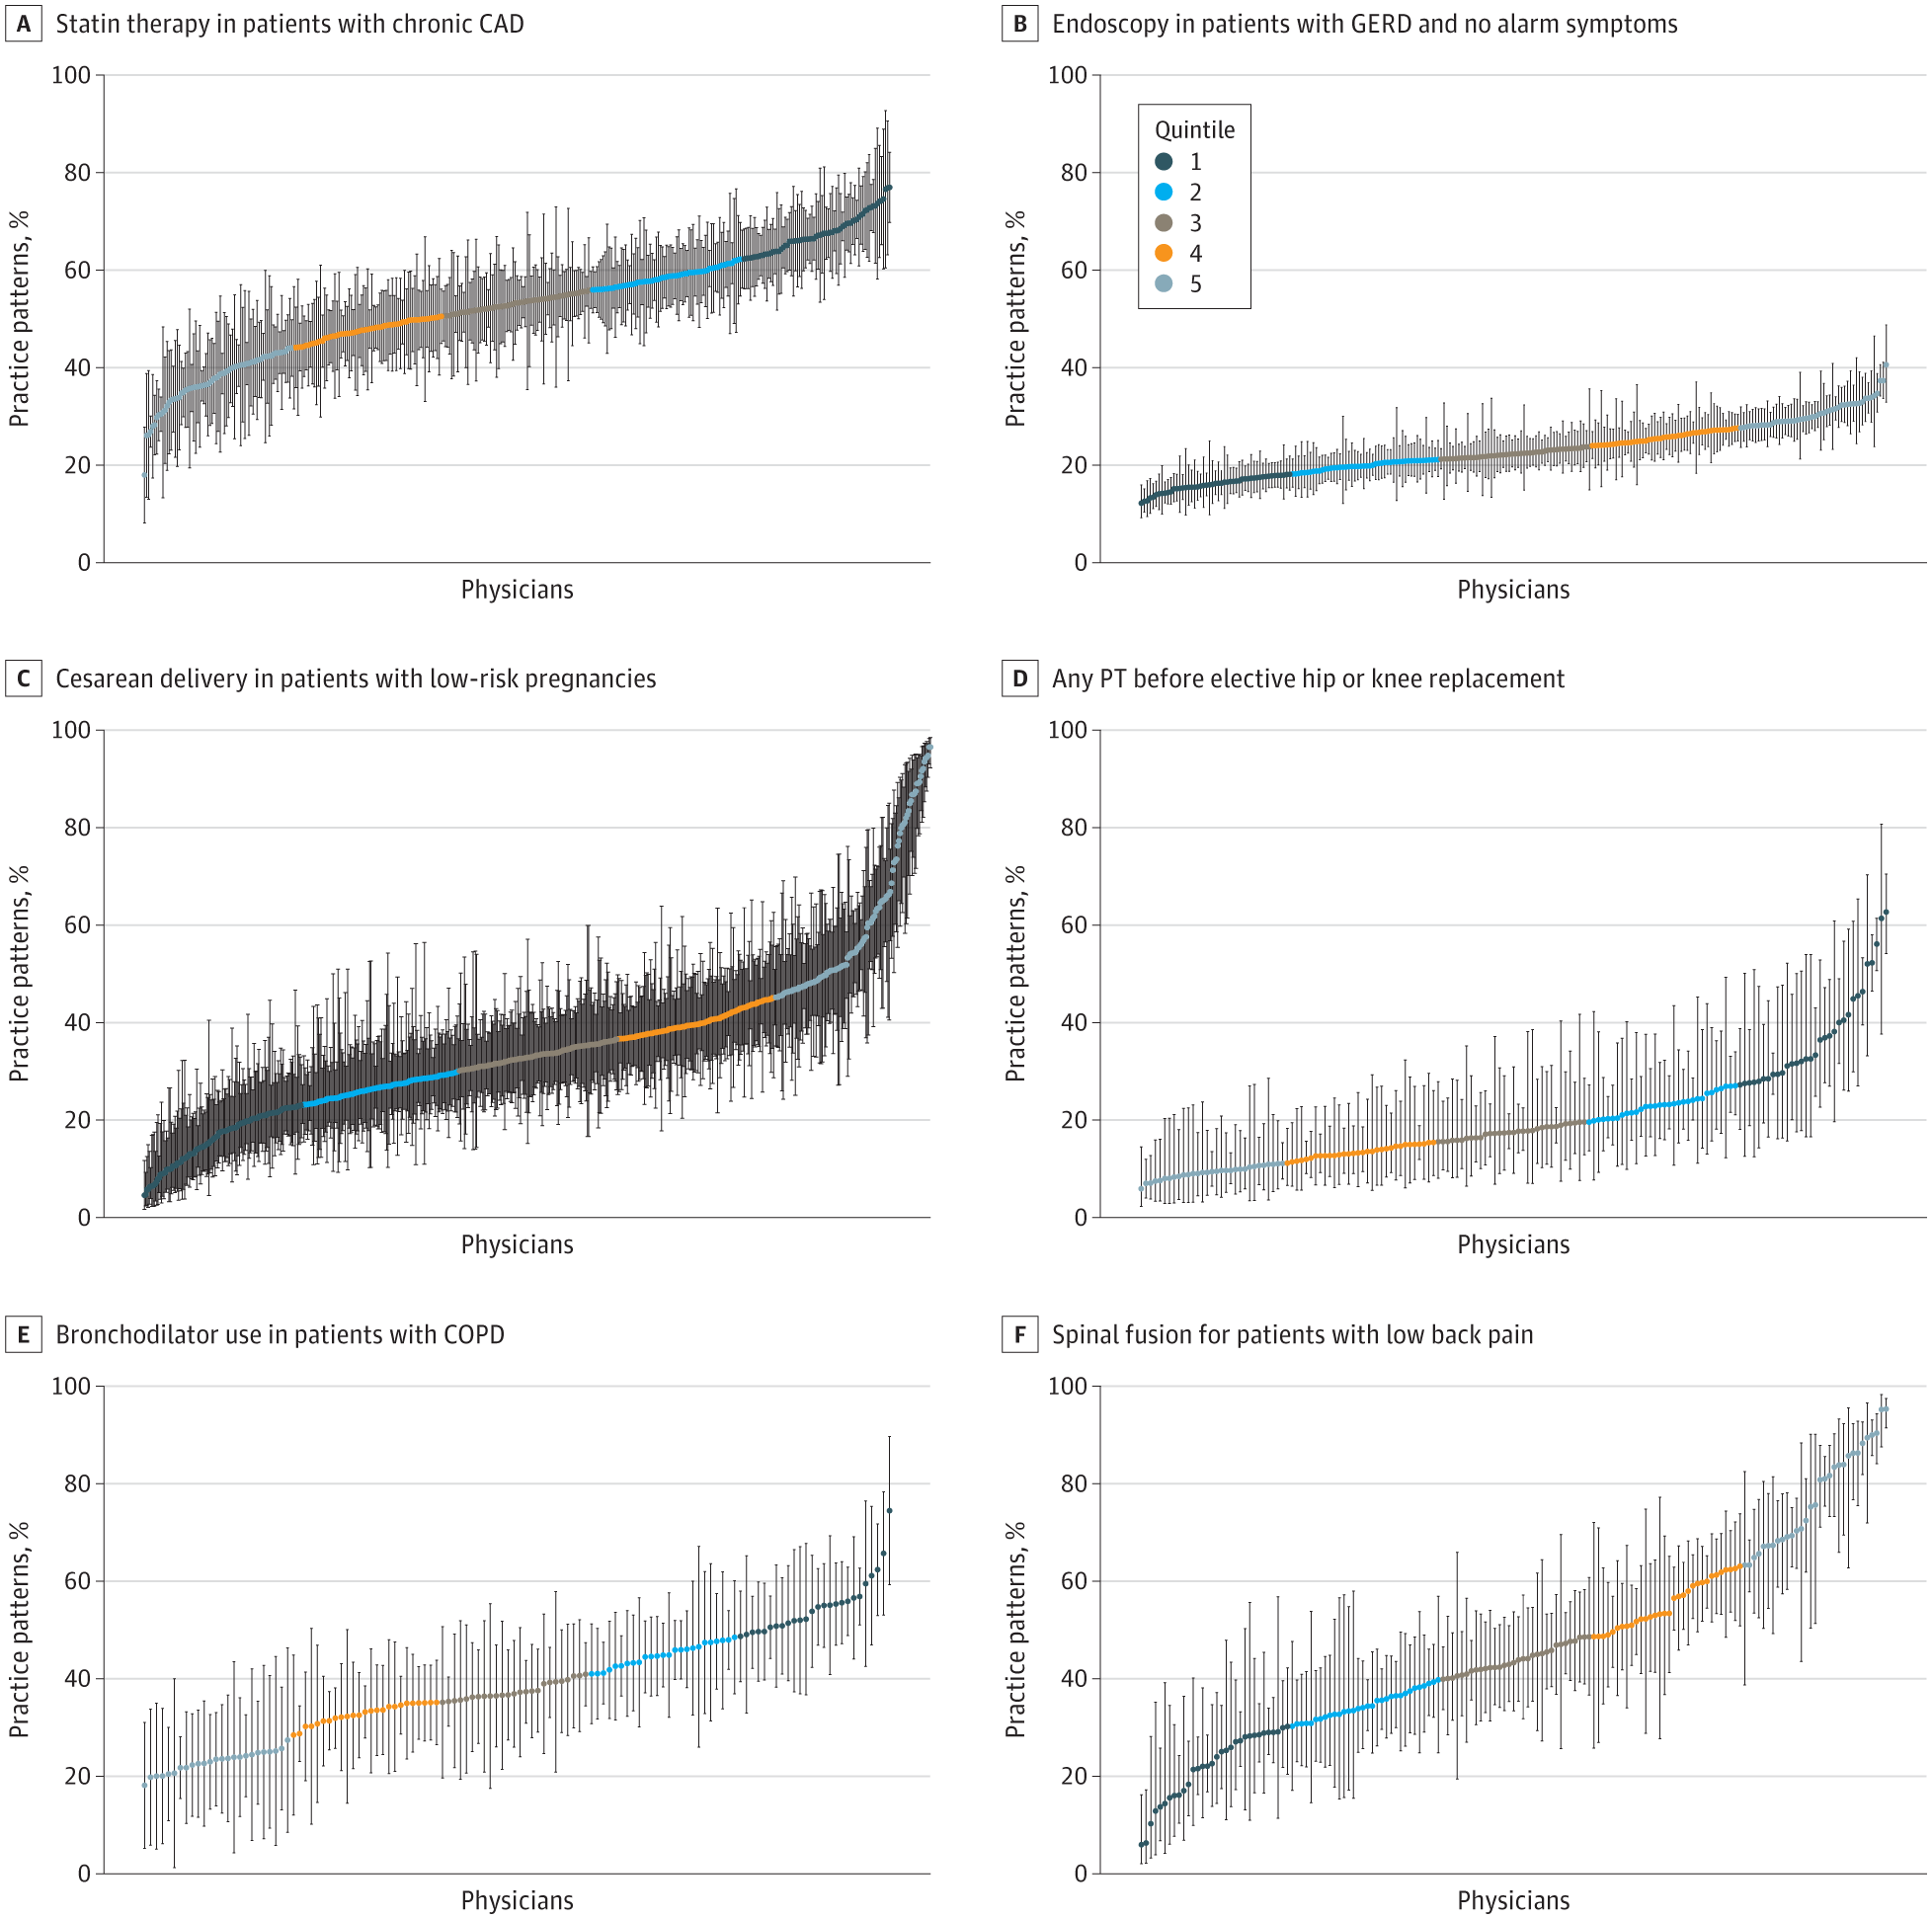 A Statin therapy in patients with chronic CAD
100
80
60
40
20
0
Practice patterns, %
Physicians
B Endoscopy in patients with GERD and no alarm symptoms
100
80
60
40
20
0
Practice patterns, %
Quintile
1
2
3
4
5
Physicians
C Cesarean delivery in patients with low-risk pregnancies
100
80
60
40
20
0
Practice patterns, %
Physicians
D Any PT before elective hip or knee replacement
100
80
60
40
20
0
Practice patterns, %
Physicians
E Bronchodilator use in patients with COPD
100
80
60
40
20
0
Practice patterns, %
Physicians
F Spinal fusion for patients with low back pain
100
80
60
40
20
0
Practice patterns, %
Physicians